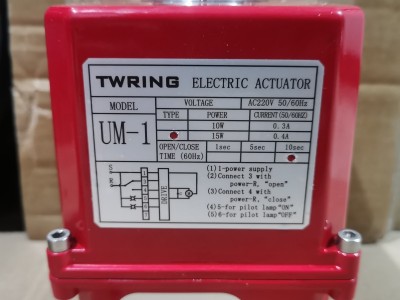 TWRING ELECTRIC ACTUATOR
MODEL
UM-1
VOLTAGE AC220V 50/60Hz
TYPE POWER CURRENT(50/60HZ)
10W 0.3A
15W 0.4A
OPEN/CLOSE TIME (60Hz) 1sec 5sec 10sec
DRIVE
(1)1-power supply
(2)Connect 3 with
power-R, "open"
(3)Connect 4 with
power-R, "close"
(4)5-for pilot lamp"ON"
(5)6-for pilot lamp"OFF"